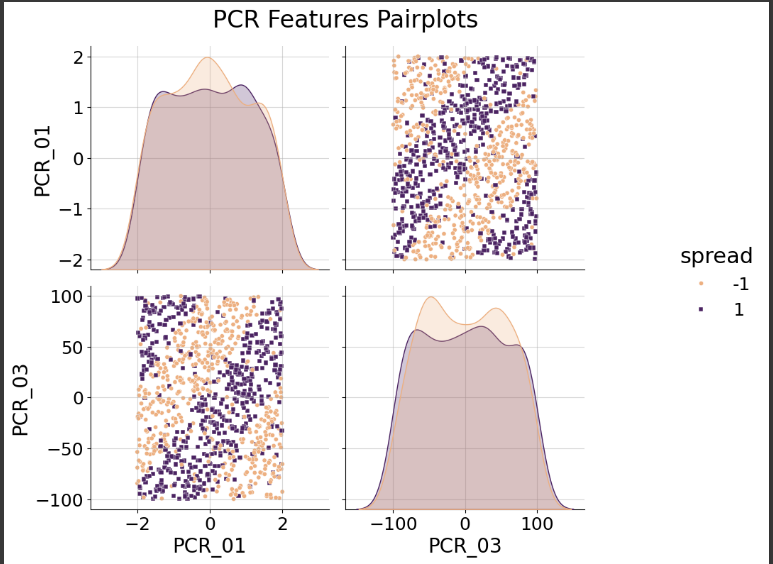 PCR Features Pairplots
2
1
0
−1
−2
PCR_01
100
50
0
−50
−100
PCR_03
−2 0 2
PCR_01
−100 0 100
PCR_03
spread
-1
1